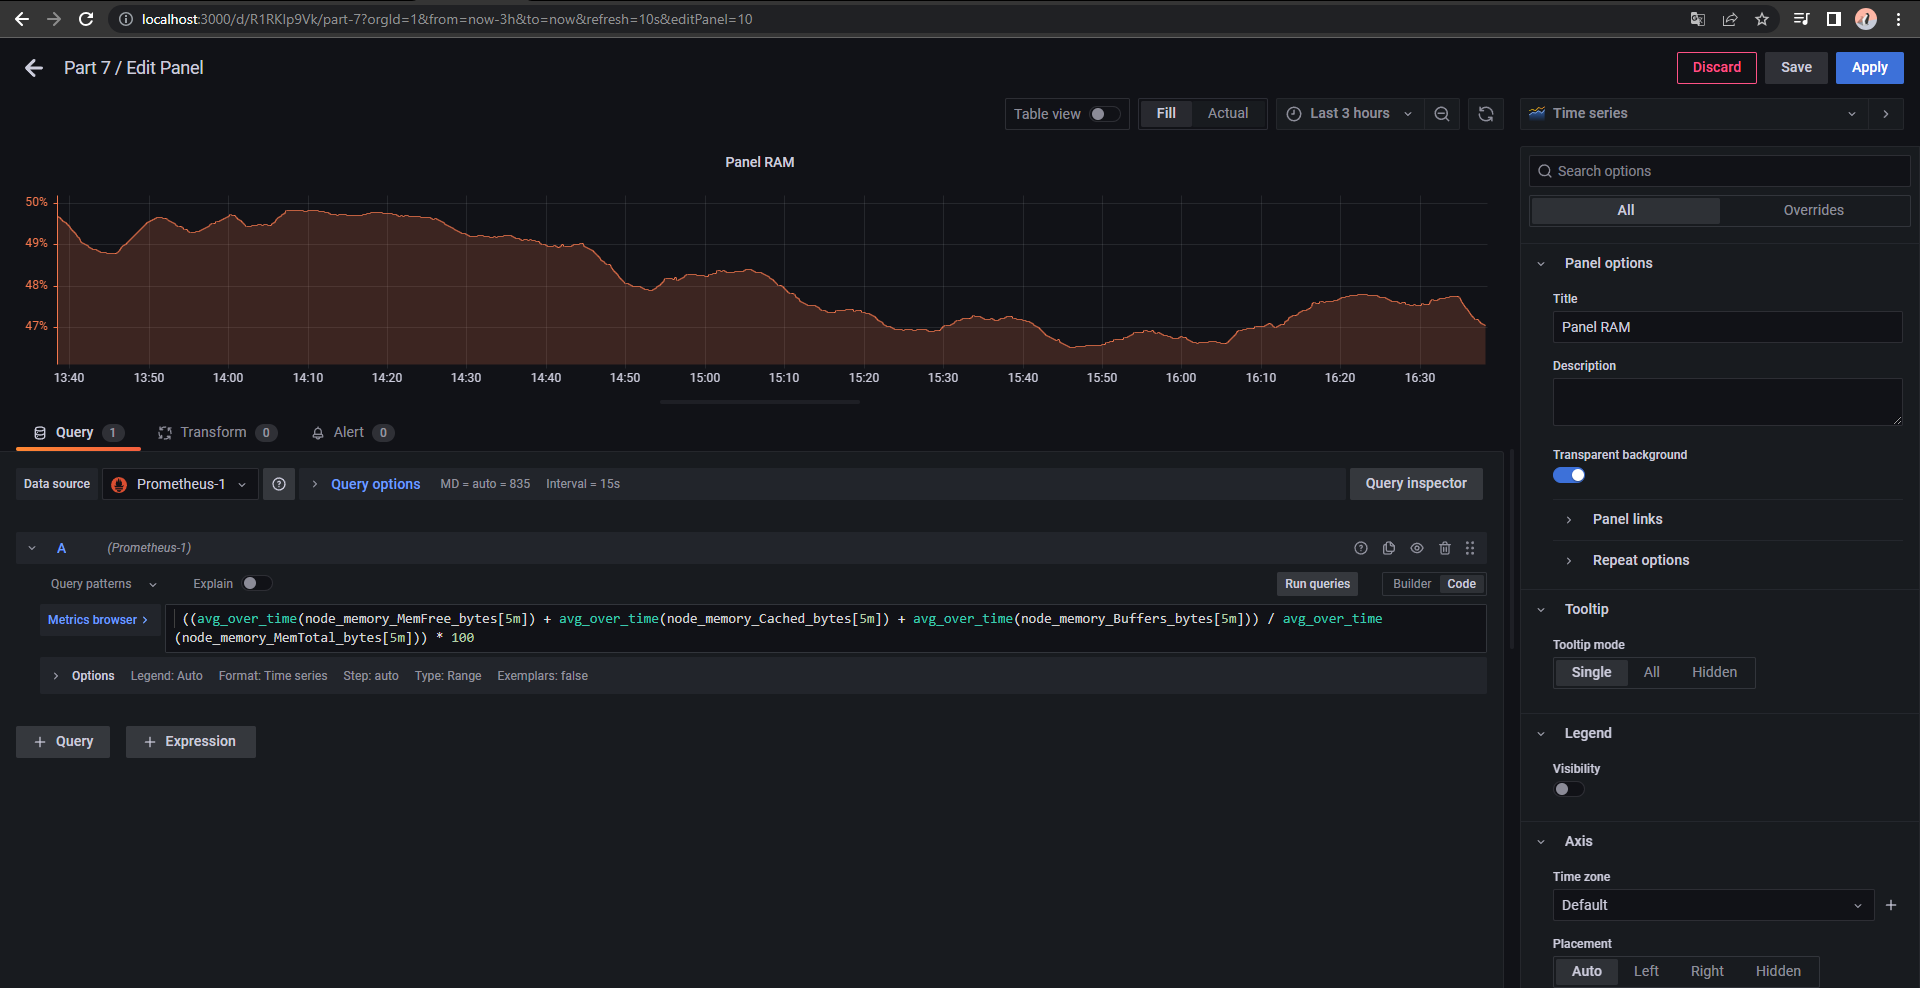 localhost:3000/d/R1RKIp9Vk/part-7?orgId=1&from=now-3h&to=now&refresh=10s&editPanel=10
Part 7 / Edit Panel
Discard
Save
Apply
Table view
Fill
Actual
Last 3 hours
Time series
Panel RAM
50%
49%
48%
47%
13:40
13:50
14:00
14:10
14:20
14:30
14:40
14:50
15:00
15:10
15:20
15:30
15:40
15:50
16:00
16:10
16:20
16:30
Query 1
Transform 0
Alert 0
Data source
Prometheus-1
Query options
MD = auto = 835
Interval = 15s
Query inspector
A
(Prometheus-1)
Query patterns
Explain
Run queries
Builder
Code
Metrics browser
((avg_over_time(node_memory_MemFree_bytes[5m]) + avg_over_time(node_memory_Cached_bytes[5m]) + avg_over_time(node_memory_Buffers_bytes[5m])) / avg_over_time
(node_memory_MemTotal_bytes[5m])) * 100
Options
Legend: Auto
Format: Time series
Step: auto
Type: Range
Exemplars: false
+ Query
+ Expression
Search options
All
Overrides
Panel options
Title
Panel RAM
Description
Transparent background
Panel links
Repeat options
Tooltip
Tooltip mode
Single
All
Hidden
Legend
Visibility
Axis
Time zone
Default
Placement
Auto
Left
Right
Hidden